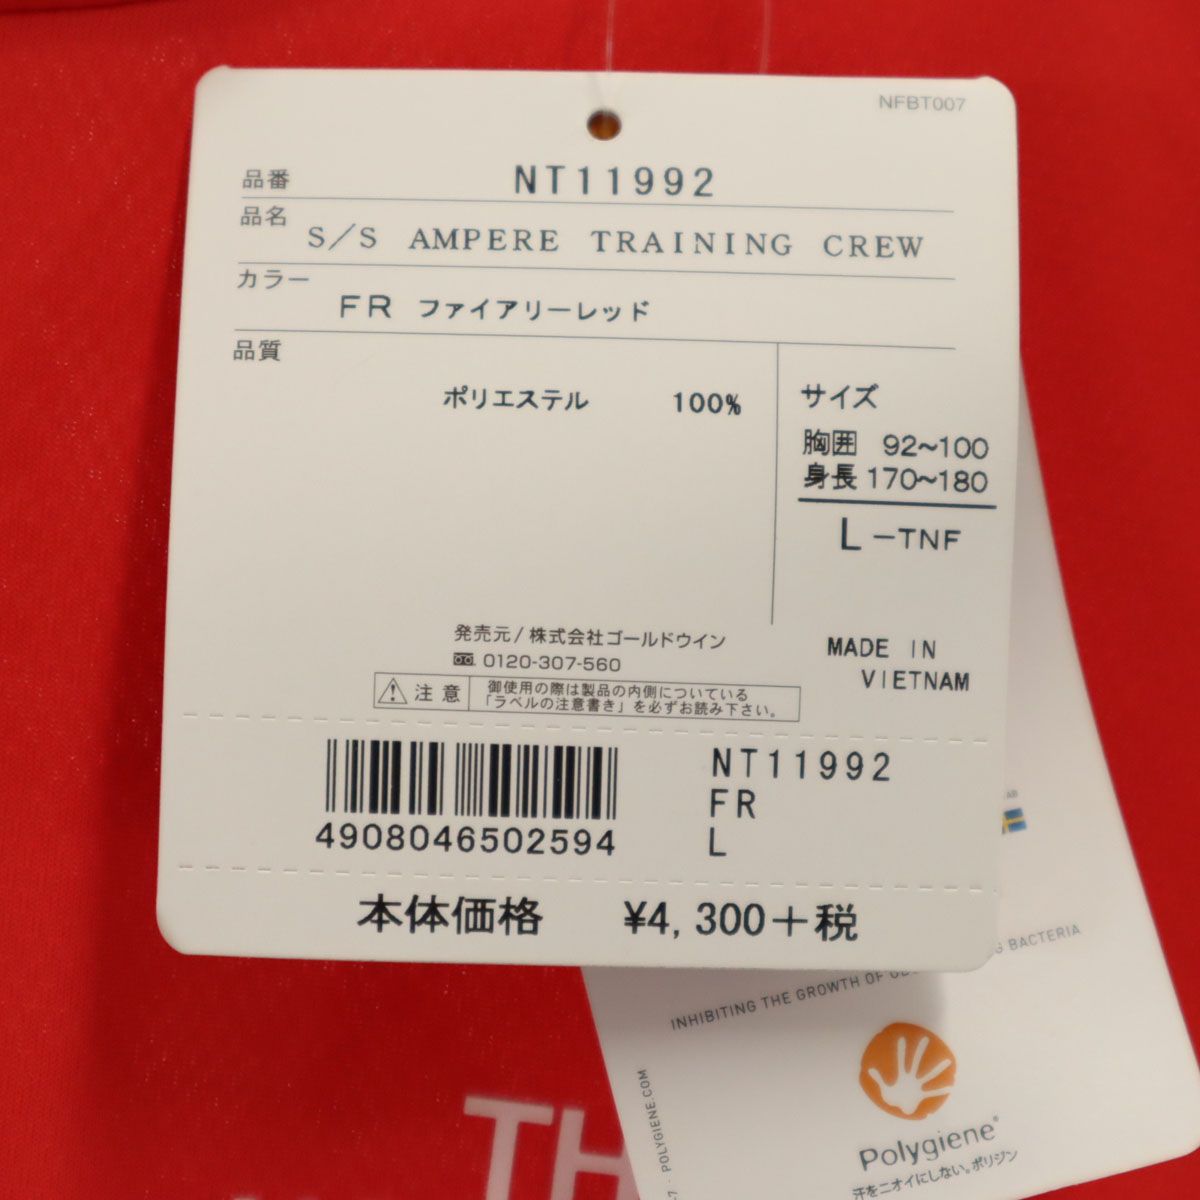 NFBT007
品番 NT11992
品名 S/S AMPERE TRAINING CREW
カラー FR ファイアリーレッド
品質
ポリエステル 100%
サイズ
胸囲 92~100
身長 170~180
L-TNF
MADE IN
VIETNAM
発売元/株式会社ゴールドウイン
0120-307-560
注意
御使用の際は製品の内側についている
「ラベルの注意書き」を必ずお読み下さい。
4908046502594
NT11992
FR
L
本体価格 ¥4,300+税
AB
INHIBITING THE GROWTH OF
BACTERIA
POLYGIENE.COM
Polygiene®
汗をニオイにしない。ポリジン
TH